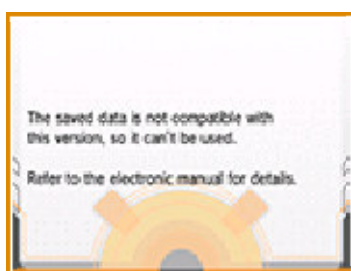 The saved data is not compatible with
this version, so it can't be used.
Refer to the electronic manual for details.